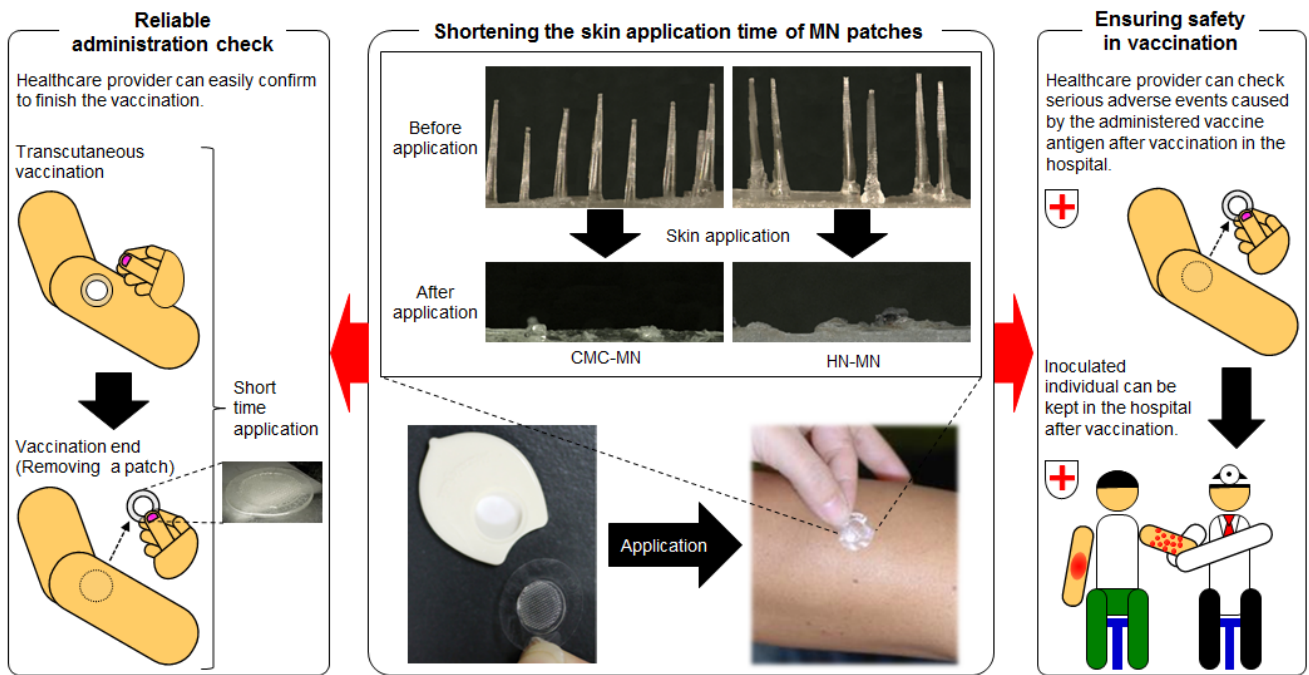 Reliable
administration check
Healthcare provider can easily confirm
to finish the vaccination.
Transcutaneous
vaccination
Short
time
application
Vaccination end
(Removing a patch)
Shortening the skin application time of MN patches
Before
application
Skin application
After
application
CMC-MN
HN-MN
Application
Ensuring safety
in vaccination
Healthcare provider can check
serious adverse events caused
by the administered vaccine
antigen after vaccination in the
hospital.
Inoculated
individual can be
kept in the hospital
after vaccination.